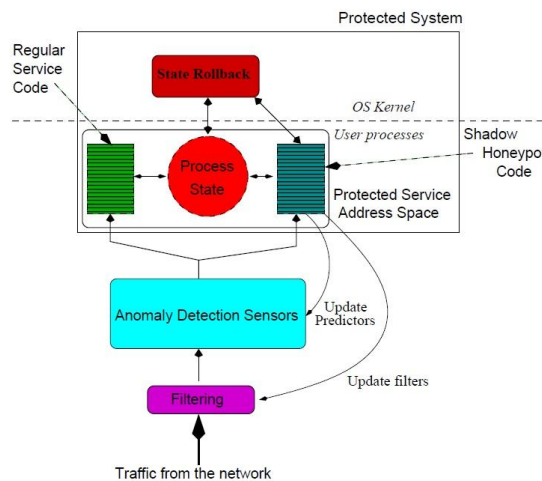 Protected System
Regular
Service
Code
State Rollback
OS Kernel
User processes
Shadow
Honeypo
Code
Process
State
Protected Service
Address Space
Anomaly Detection Sensors
Update
Predictors
Update filters
Filtering
Traffic from the network